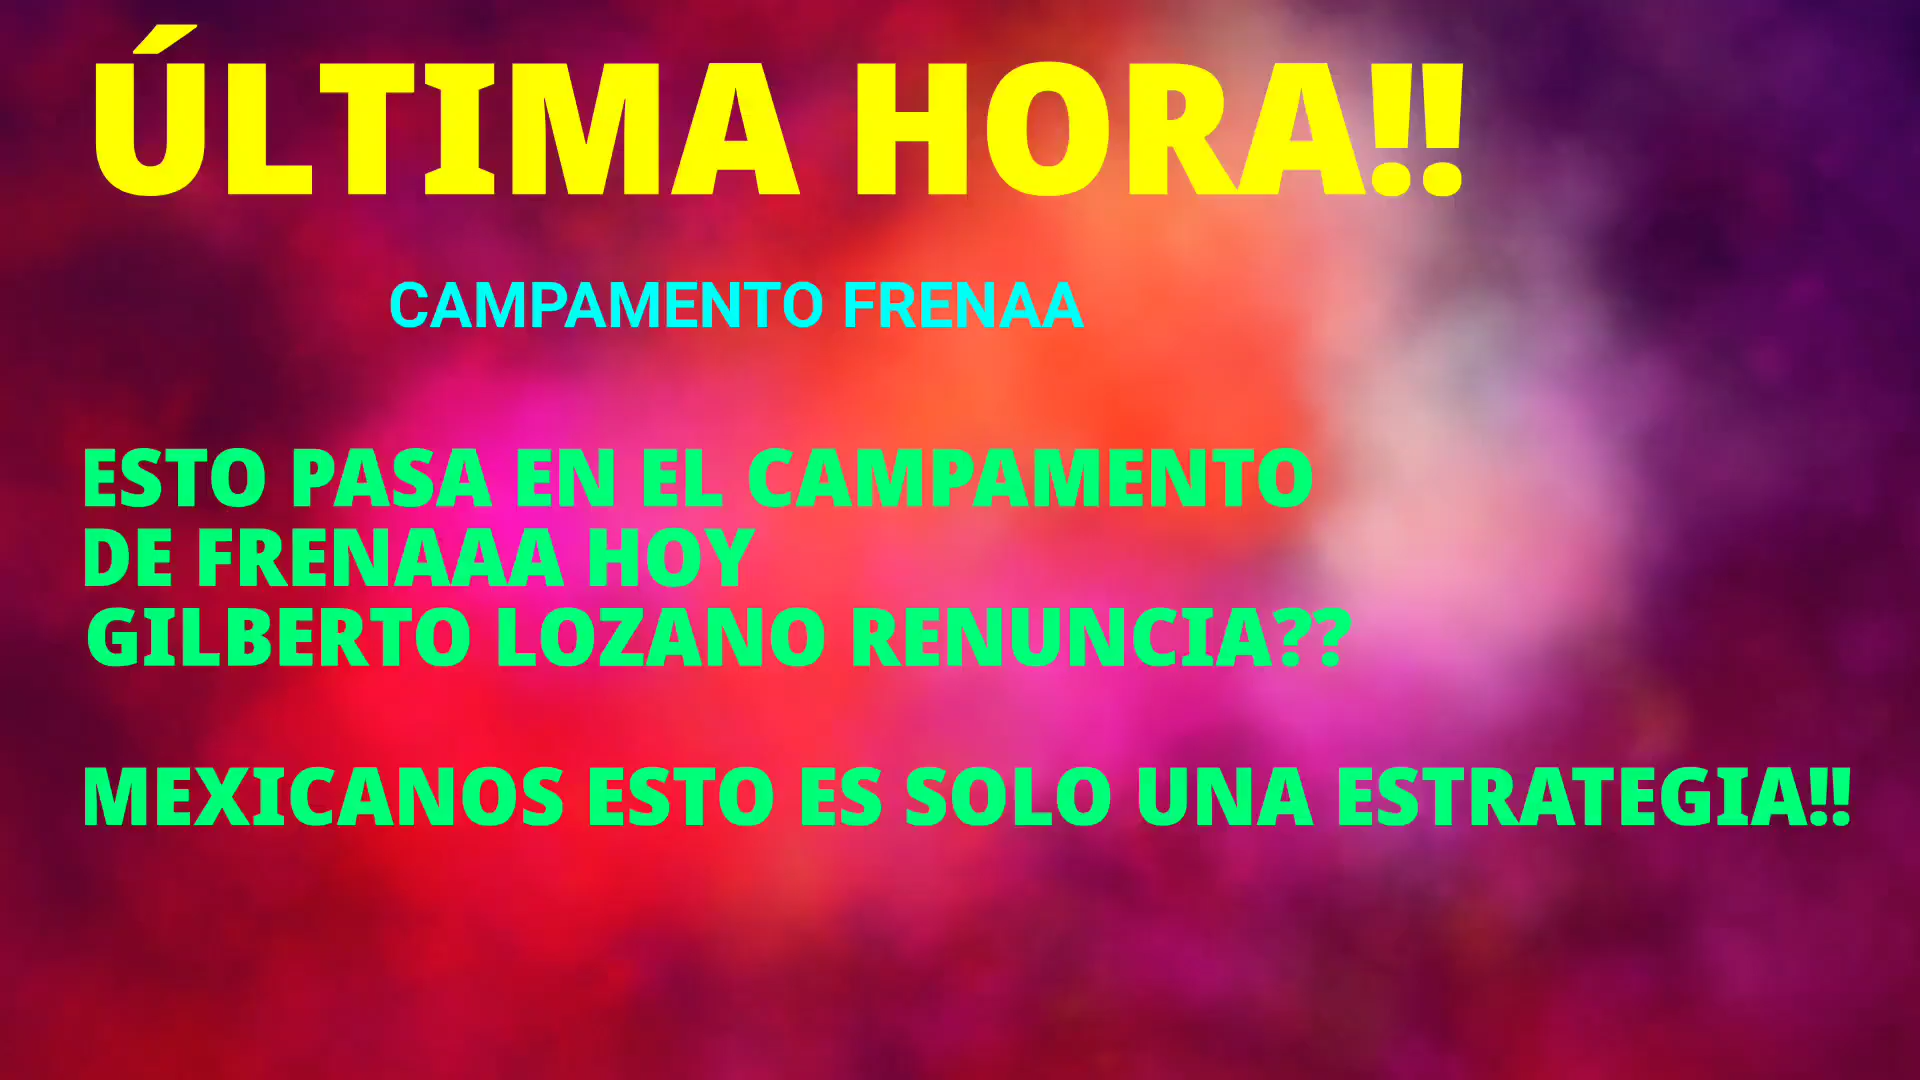 ÚLTIMA HORA!!
CAMPAMENTO FRENAA
ESTO PASA EN EL CAMPAMENTO
DE FRENAAA HOY
GILBERTO LOZANO RENUNCIA??
MEXICANOS ESTO ES SOLO UNA ESTRATEGIA!!